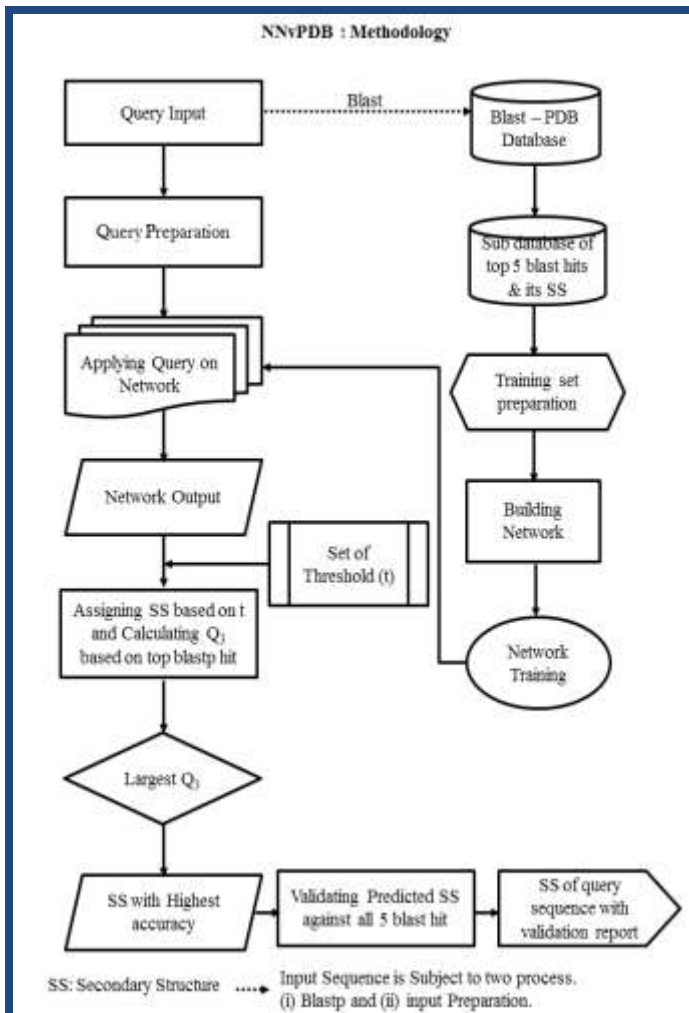 NNvPDB : Methodology
Query Input
Blast
Blast – PDB
Database
Query Preparation
Sub database of
top 5 blast hits
& its SS
Applying Query on
Network
Training set
preparation
Network Output
Building
Network
Set of
Threshold (t)
Assigning SS based on t
and Calculating Q3
based on top blastp hit
Network
Training
Largest Q3
SS with Highest
accuracy
Validating Predicted SS
against all 5 blast hit
SS of query
sequence with
validation report
SS: Secondary Structure
Input Sequence is Subject to two process.
(i) Blastp and (ii) input Preparation.